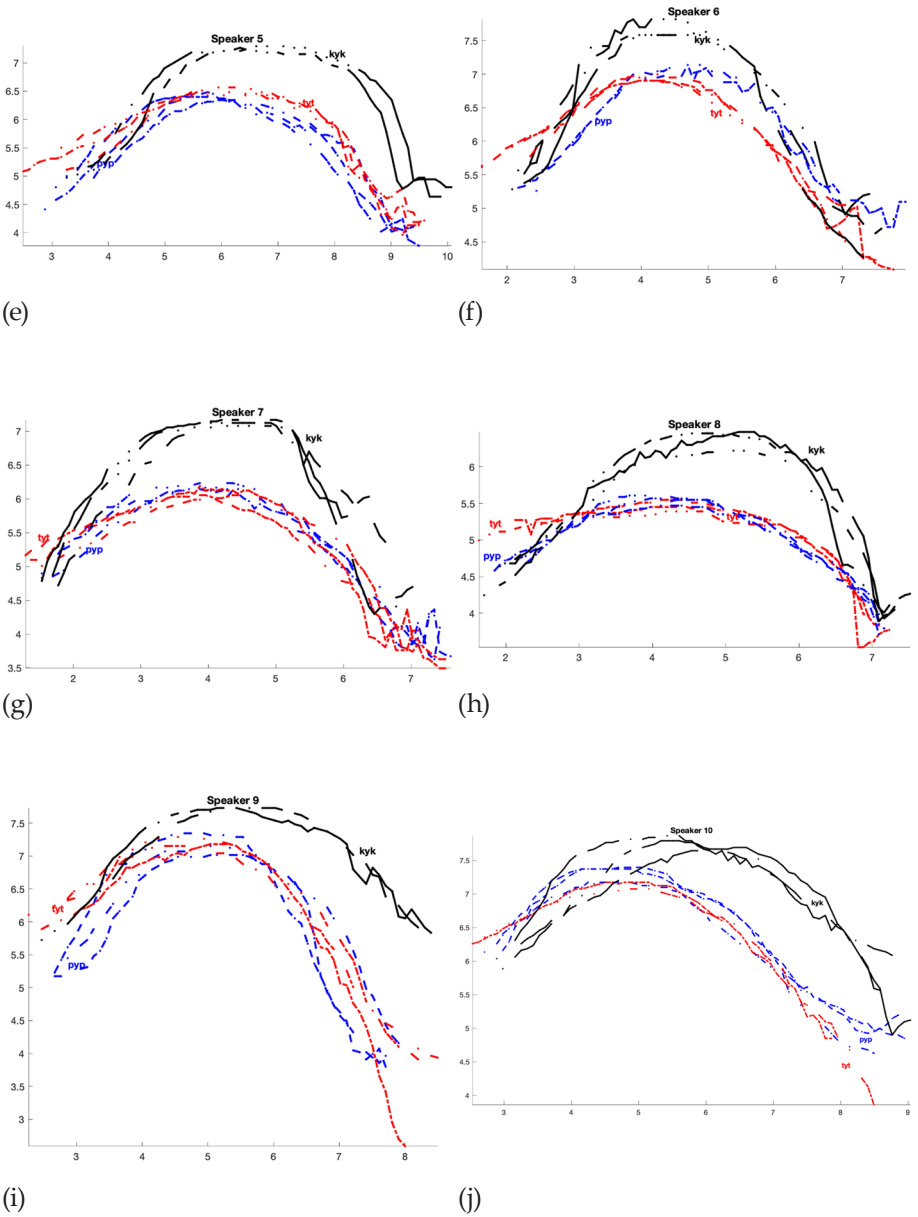 Speaker 5
kyk
tyt
pyp
7
6.5
6
5.5
5
4.5
4
3 4 5 6 7 8 9 10
(e)
Speaker 6
kyk
pyp
tyt
7.5
7
6.5
6
5.5
5
4.5
2 3 4 5 6 7
(f)
Speaker 7
kyk
tyt
pyp
7
6.5
6
5.5
5
4.5
4
3.5
2 3 4 5 6 7
(g)
Speaker 8
kyk
tyt
tyt
pyp
6
5.5
5
4.5
4
2 3 4 5 6 7
(h)
Speaker 9
kyk
tyt
pyp
7.5
7
6.5
6
5.5
5
4.5
4
3.5
3
3 4 5 6 7 8
(i)
Speaker 10
kyk
pyp
tyt
7.5
7
6.5
6
5.5
5
4.5
4
3 4 5 6 7 8 9
(j)